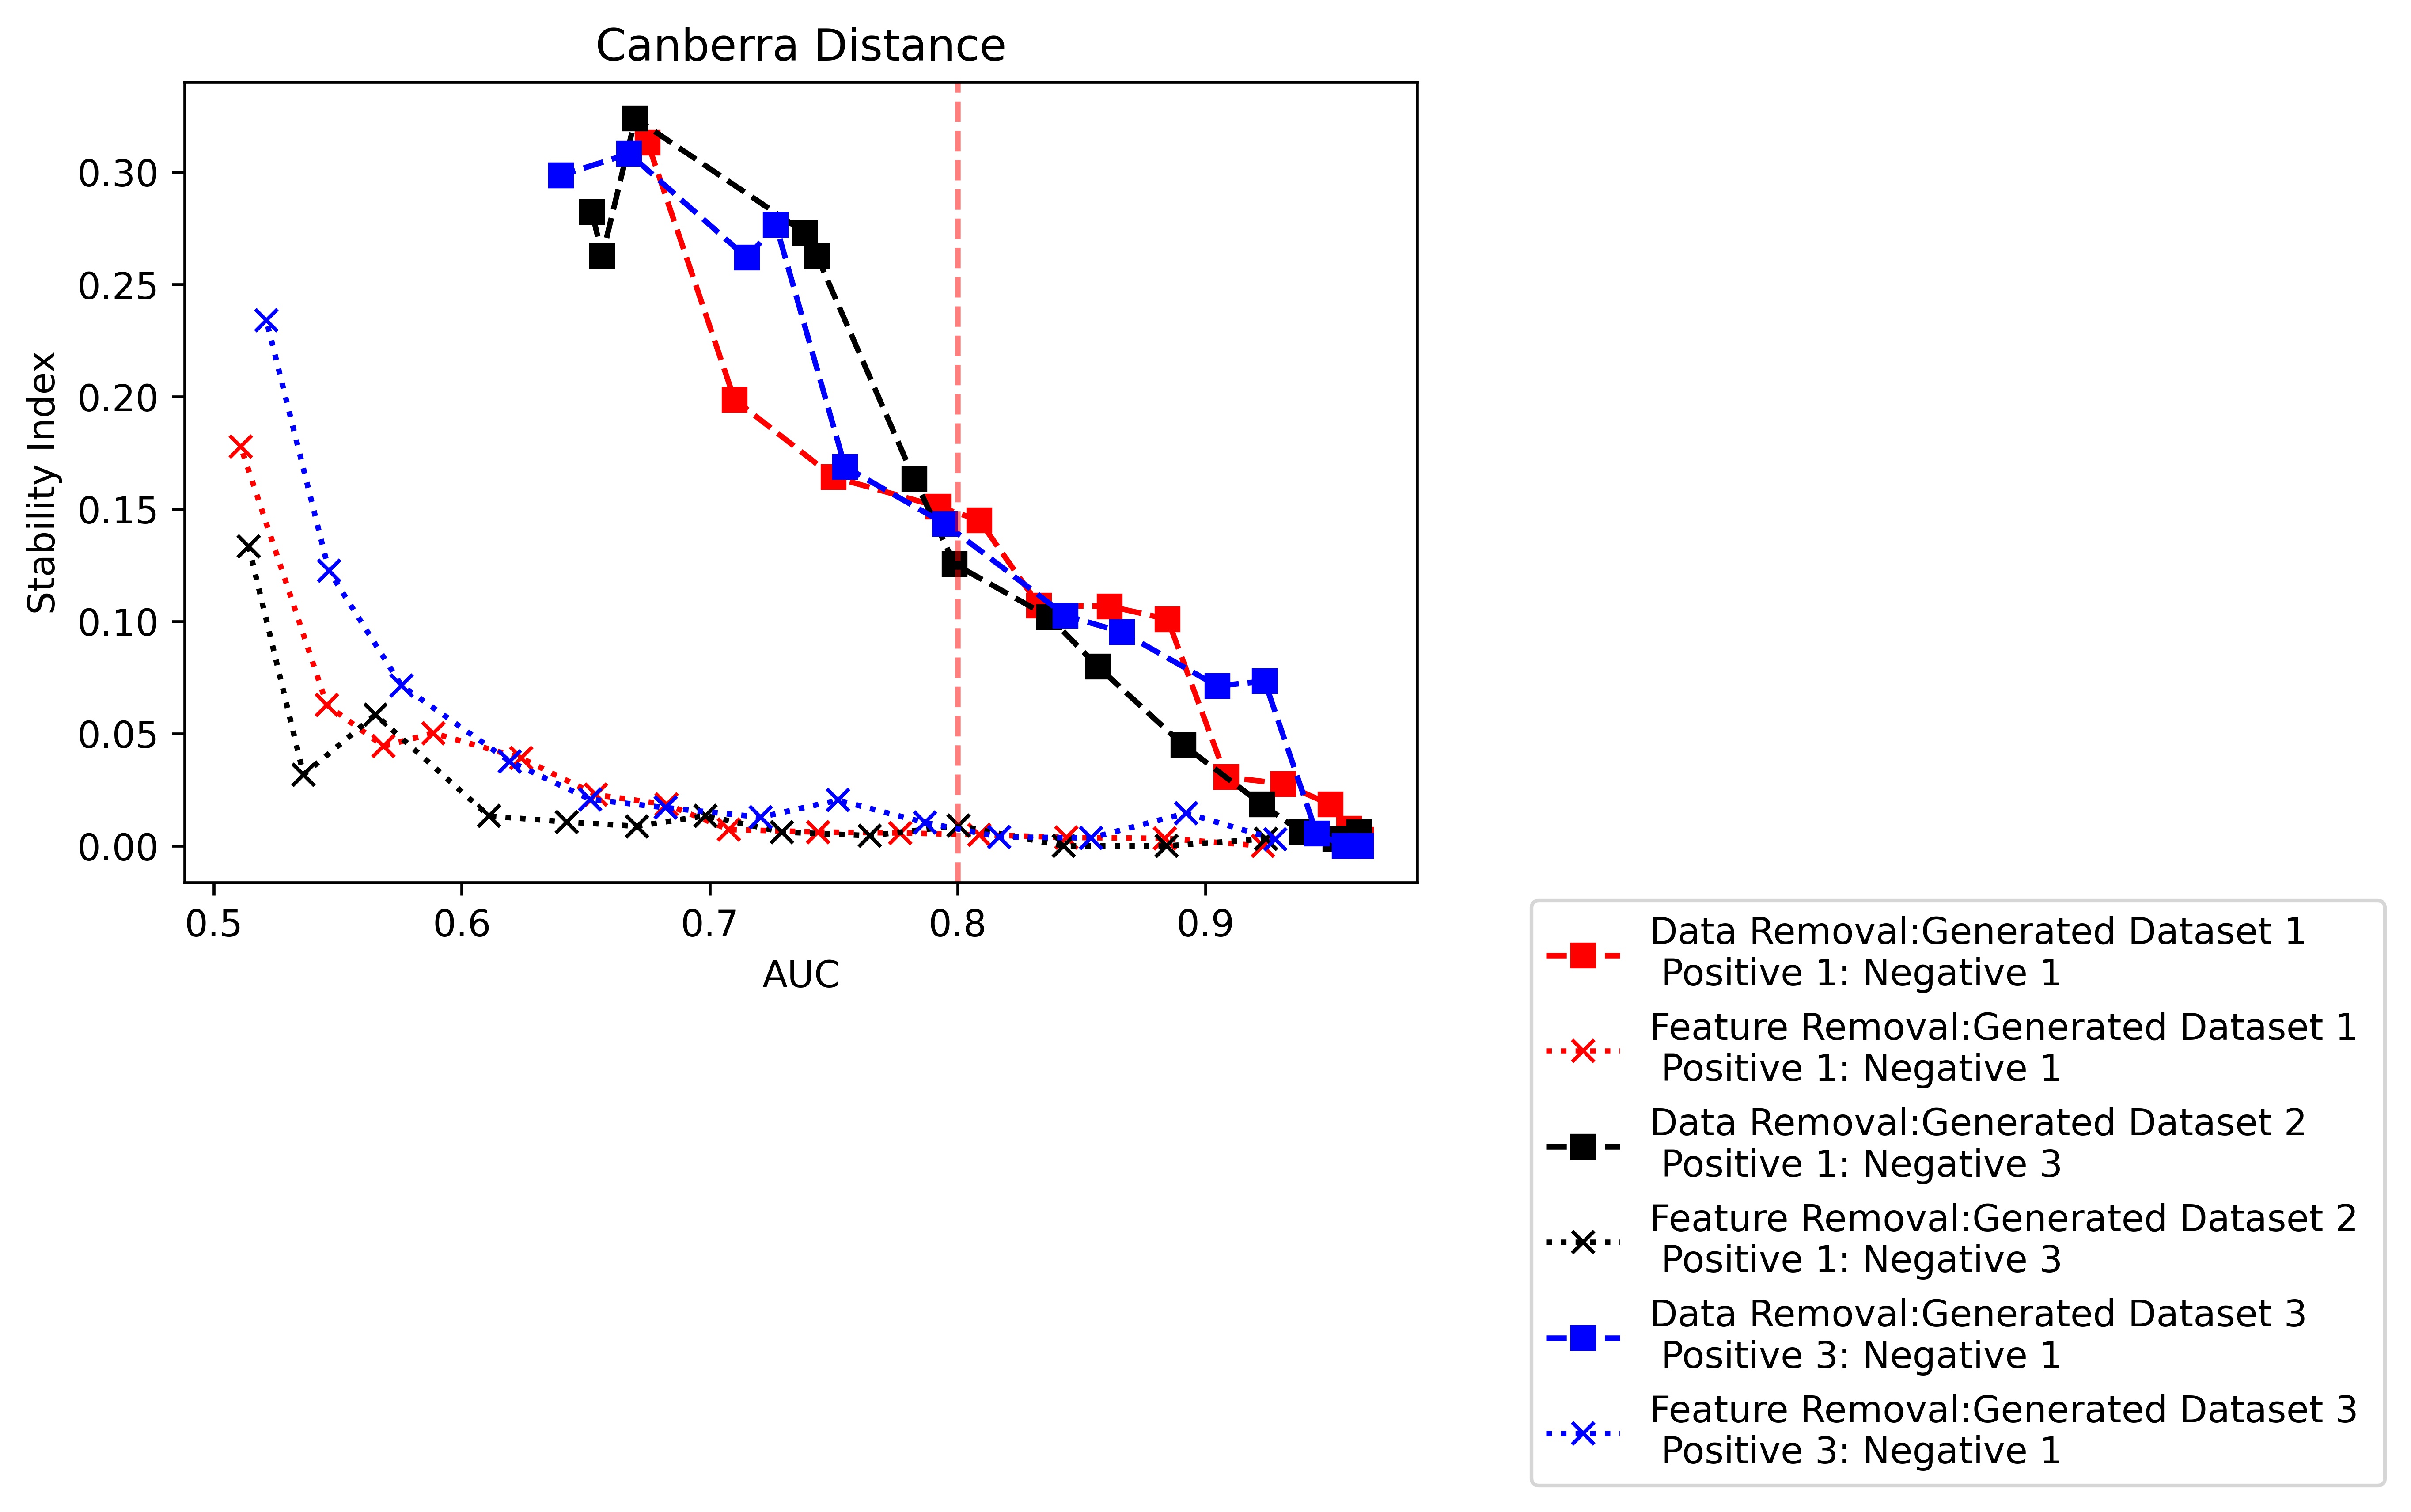 Canberra Distance
Stability Index
0.30
0.25
0.20
0.15
0.10
0.05
0.00
0.5 0.6 0.7 0.8 0.9
AUC
Data Removal:Generated Dataset 1
Positive 1: Negative 1
Feature Removal:Generated Dataset 1
Positive 1: Negative 1
Data Removal:Generated Dataset 2
Positive 1: Negative 3
Feature Removal:Generated Dataset 2
Positive 1: Negative 3
Data Removal:Generated Dataset 3
Positive 3: Negative 1
Feature Removal:Generated Dataset 3
Positive 3: Negative 1